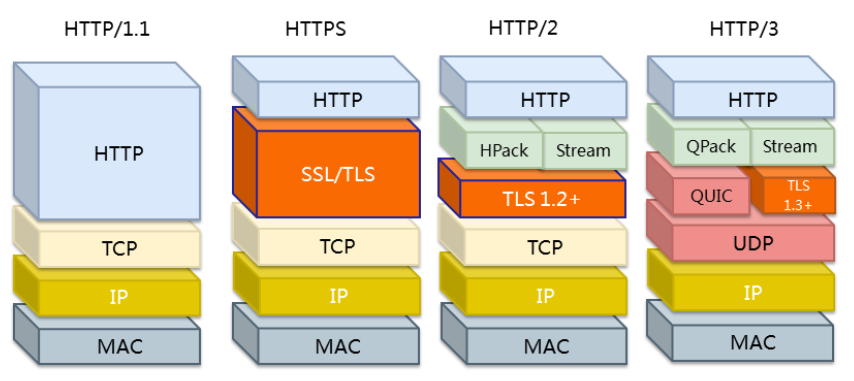 HTTP/1.1
HTTPS
HTTP/2
HTTP/3
HTTP
TCP
IP
MAC
HTTP
SSL/TLS
TCP
IP
MAC
HTTP
HPack
Stream
TLS 1.2+
TCP
IP
MAC
HTTP
QPack
Stream
QUIC
TLS
1.3+
UDP
IP
MAC